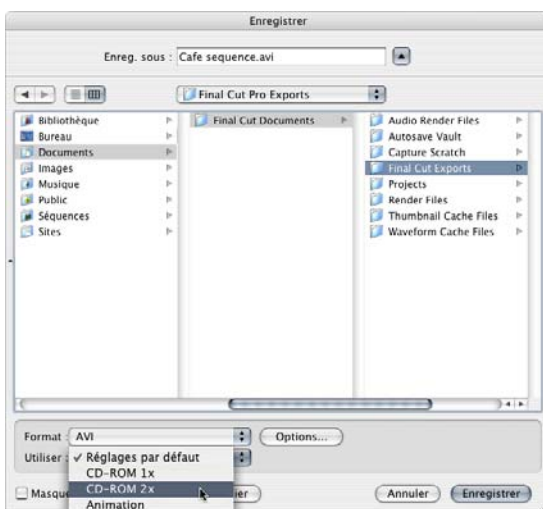 Enregistrer
Enreg. sous : Cafe sequence.avi
Final Cut Pro Exports
Bibliothèque
Bureau
Documents
Images
Musique
Public
Séquences
Sites
Final Cut Documents
Audio Render Files
Autosave Vault
Capture Scratch
Final Cut Exports
Projects
Render Files
Thumbnail Cache Files
Waveform Cache Files
Format : AVI
Options...
Utiliser : ✓ Réglages par défaut
CD-ROM 1x
CD-ROM 2x
Animation
Annuler
Enregistrer